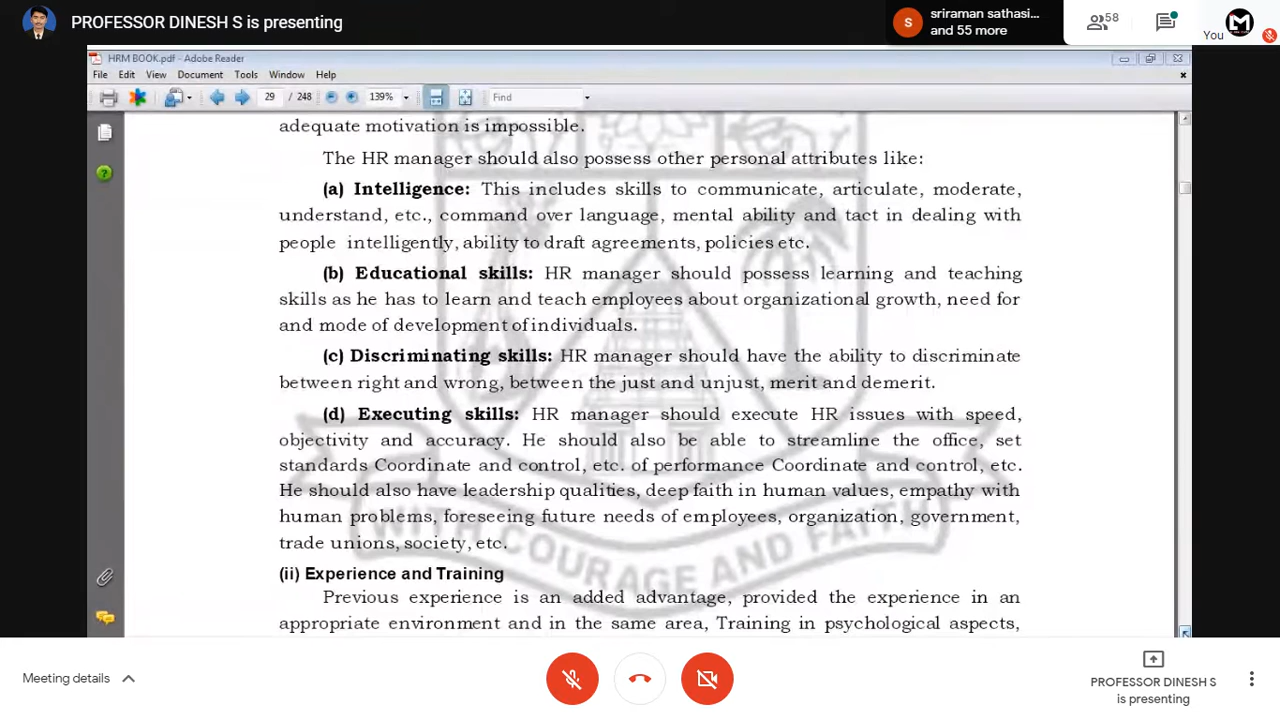 PROFESSOR DINESH S is presenting
S
sriraman sathasi...
and 55 more
58
You
M
HRM BOOK.pdf - Adobe Reader
File Edit View Document Tools Window Help
29 / 248 139% Find
adequate motivation is impossible.
The HR manager should also possess other personal attributes like:
(a) Intelligence: This includes skills to communicate, articulate, moderate,
understand, etc., command over language, mental ability and tact in dealing with
people intelligently, ability to draft agreements, policies etc.
(b) Educational skills: HR manager should possess learning and teaching
skills as he has to learn and teach employees about organizational growth, need for
and mode of development of individuals.
(c) Discriminating skills: HR manager should have the ability to discriminate
between right and wrong, between the just and unjust, merit and demerit.
(d) Executing skills: HR manager should execute HR issues with speed,
objectivity and accuracy. He should also be able to streamline the office, set
standards Coordinate and control, etc. of performance Coordinate and control, etc.
He should also have leadership qualities, deep faith in human values, empathy with
human problems, foreseeing future needs of employees, organization, government,
trade unions, society, etc.
WITH COURAGE AND FAITH
(ii) Experience and Training
Previous experience is an added advantage, provided the experience in an
appropriate environment and in the same area, Training in psychological aspects,
Meeting details
PROFESSOR DINESH S
is presenting